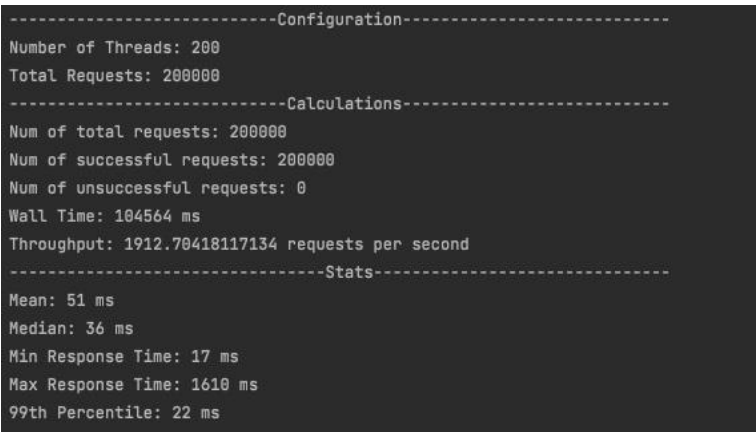 ----------------------------Configuration----------------------------
Number of Threads: 200
Total Requests: 200000
-----------------------------Calculations----------------------------
Num of total requests: 200000
Num of successful requests: 200000
Num of unsuccessful requests: 0
Wall Time: 104564 ms
Throughput: 1912.70418117134 requests per second
---------------------------------Stats-------------------------------
Mean: 51 ms
Median: 36 ms
Min Response Time: 17 ms
Max Response Time: 1610 ms
99th Percentile: 22 ms